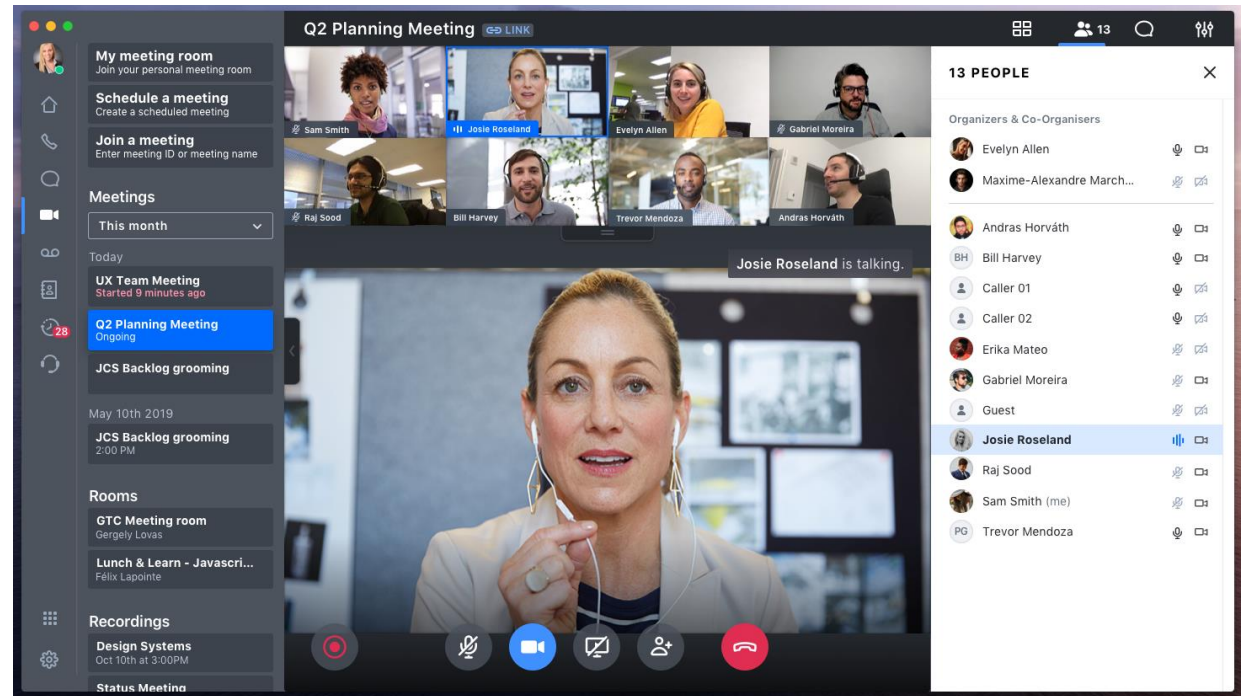 My meeting room
Join your personal meeting room
Schedule a meeting
Create a scheduled meeting
Join a meeting
Enter meeting ID or meeting name
Meetings
This month
Today
UX Team Meeting
Started 9 minutes ago
Q2 Planning Meeting
Ongoing
JCS Backlog grooming
May 10th 2019
JCS Backlog grooming
2:00 PM
Rooms
GTC Meeting room
Gergely Lovas
Lunch & Learn - Javascri...
Félix Lapointe
Recordings
Design Systems
Oct 10th at 3:00PM
Status Meeting
28
Q2 Planning Meeting LINK
13
Sam Smith
Josie Roseland
Evelyn Allen
Gabriel Moreira
Raj Sood
Bill Harvey
Trevor Mendoza
Andras Horváth
Josie Roseland is talking.
13 PEOPLE
Organizers & Co-Organisers
Evelyn Allen
Maxime-Alexandre March...
Andras Horváth
BH Bill Harvey
Caller 01
Caller 02
Erika Mateo
Gabriel Moreira
Guest
Josie Roseland
Raj Sood
Sam Smith (me)
PG Trevor Mendoza